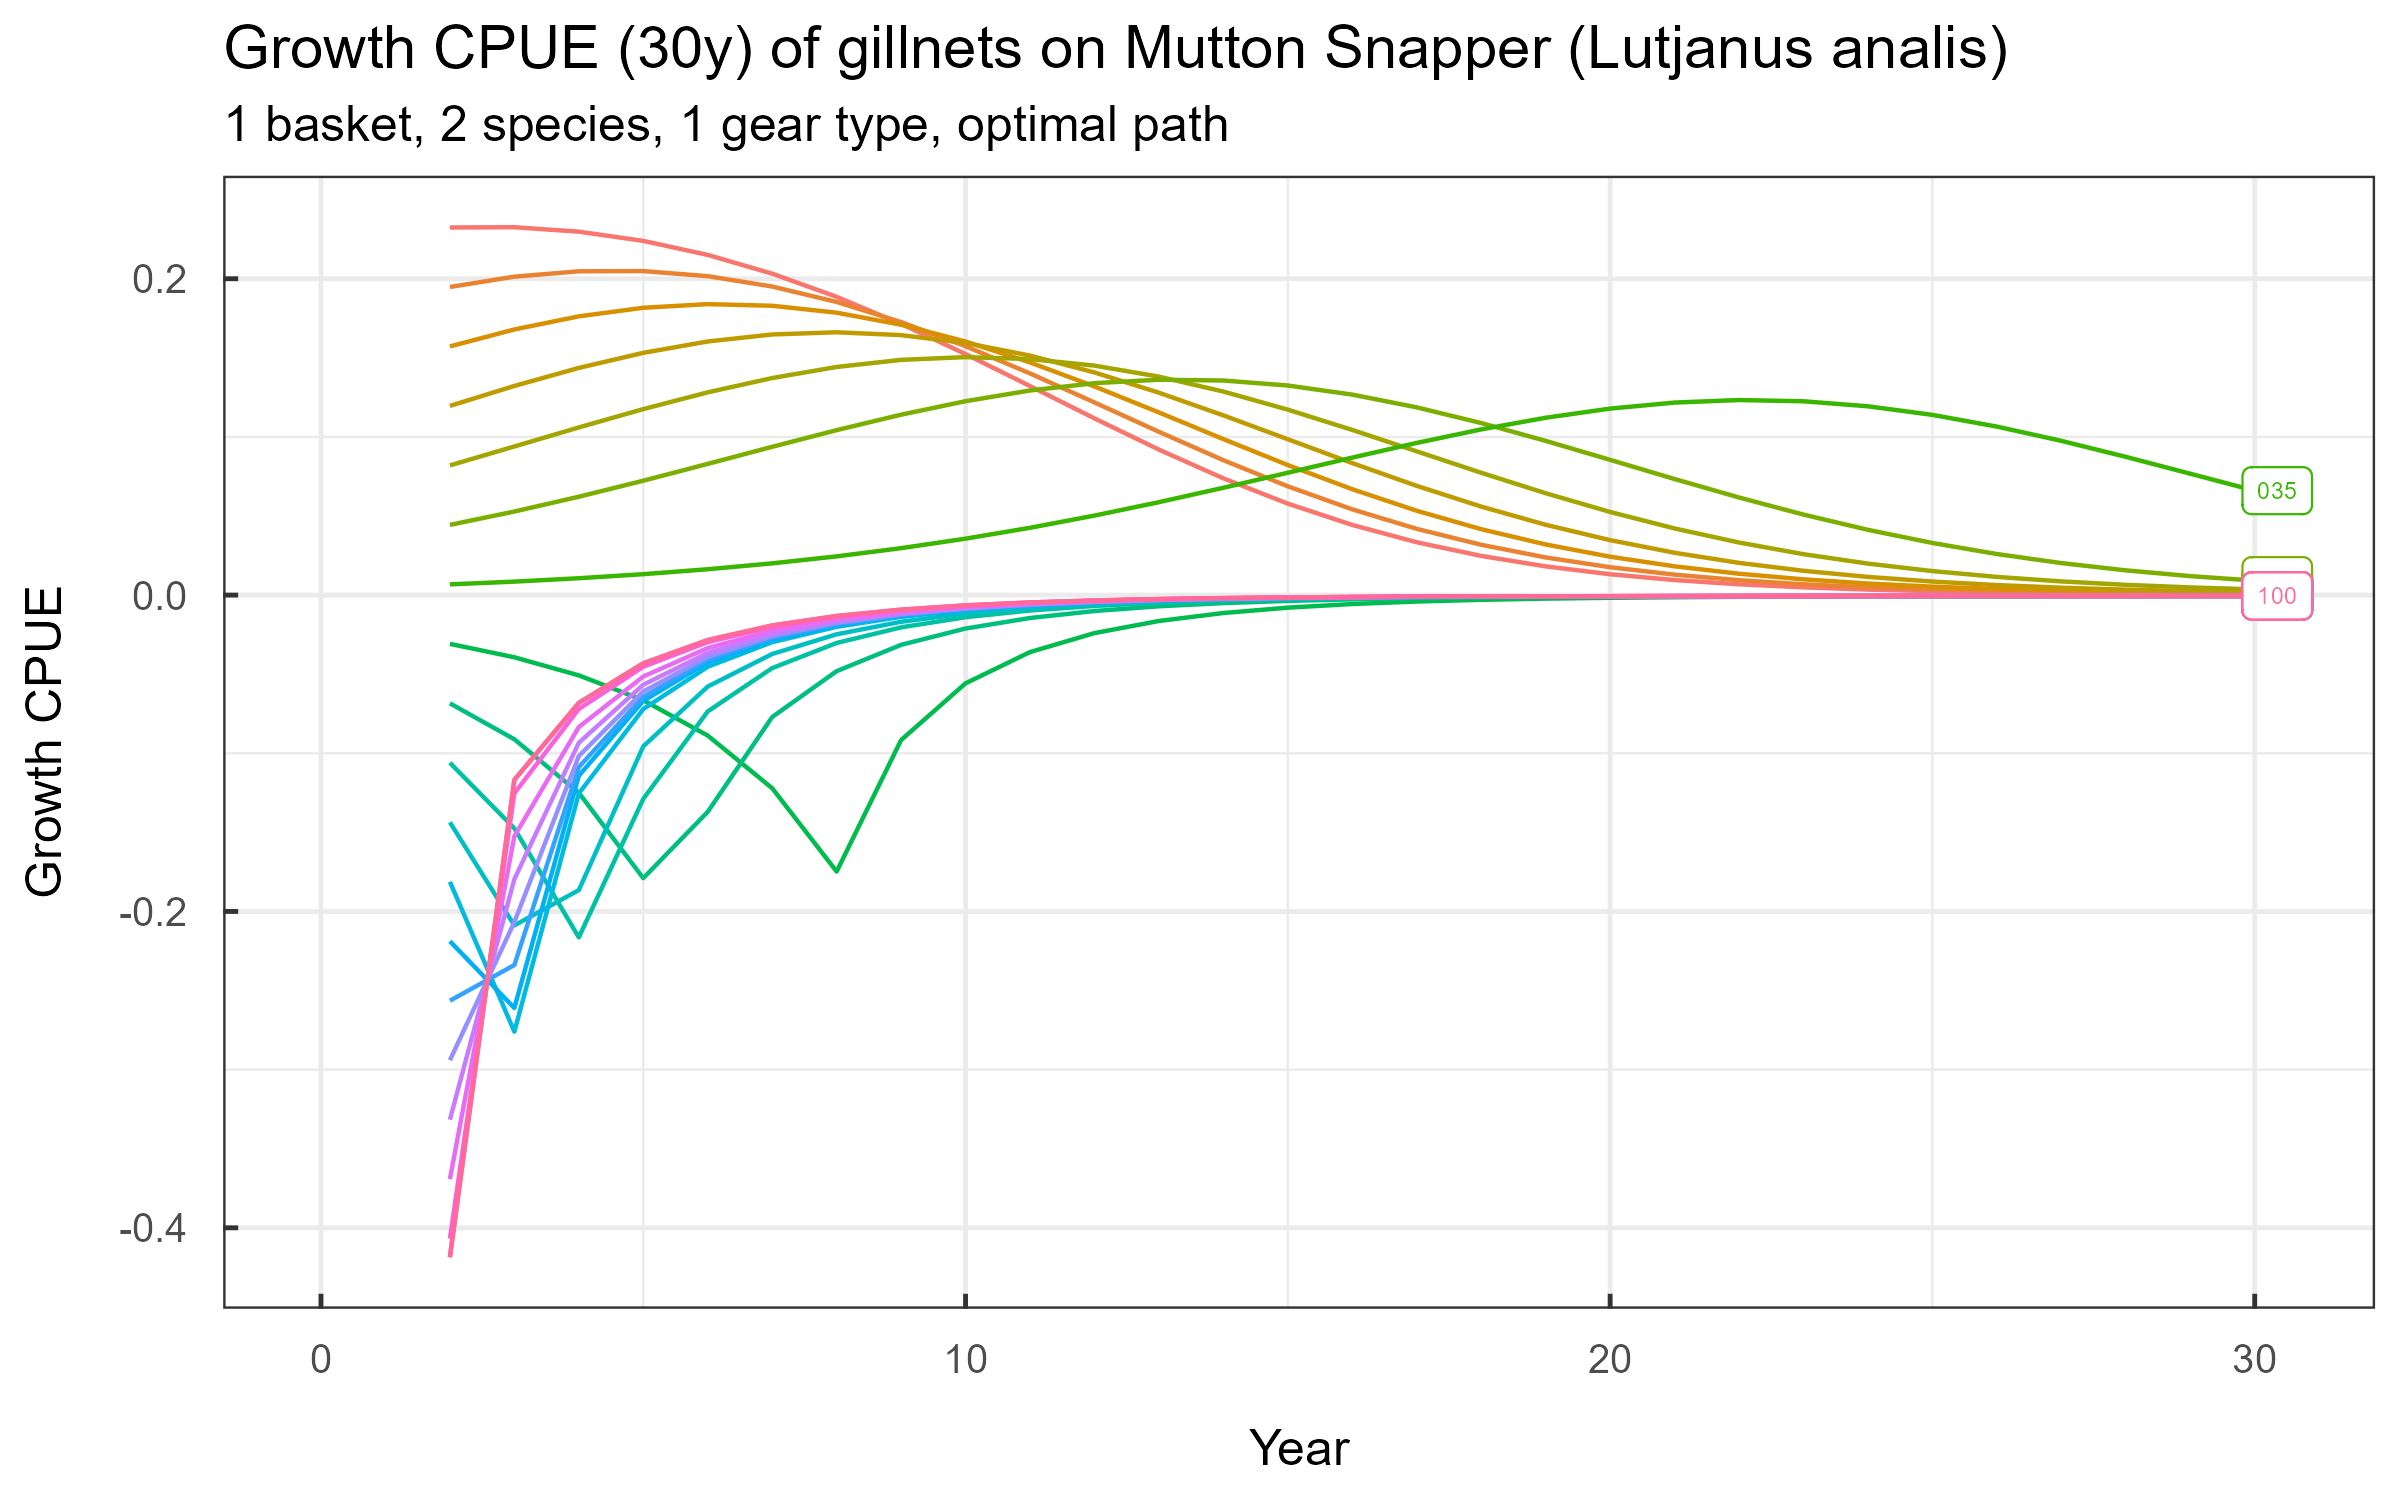 Growth CPUE (30y) of gillnets on Mutton Snapper (Lutjanus analis)
1 basket, 2 species, 1 gear type, optimal path
Growth CPUE
0.2
0.0
-0.2
-0.4
035
100
0
10
20
30
Year